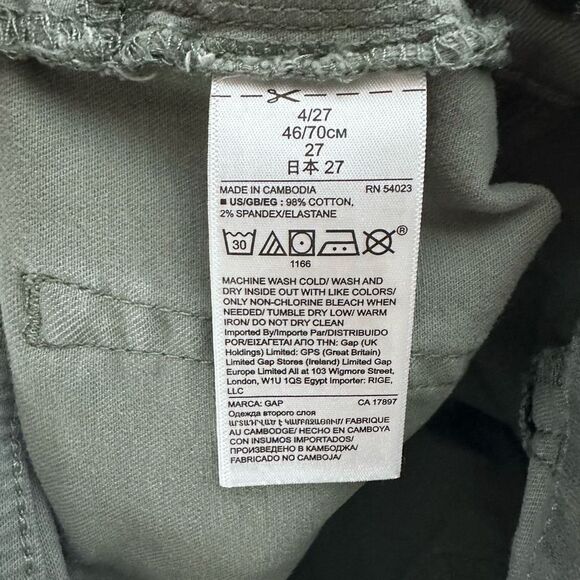 4/27
46/70CM
27
日本 27
MADE IN CAMBODIA RN 54023
■ US/GB/EG : 98% COTTON,
2% SPANDEX/ELASTANE
30
®
1166
MACHINE WASH COLD/ WASH AND
DRY INSIDE OUT WITH LIKE COLORS/
ONLY NON-CHLORINE BLEACH WHEN
NEEDED/ TUMBLE DRY LOW/ WARM
IRON/ DO NOT DRY CLEAN
Imported By/Importe Par/DISTRIBUIDO
POR/ΕΙΣΑΓΕΤΑΙ ΑΠΟ ΤΗΝ: Gap (UK
Holdings) Limited: GPS (Great Britain)
Limited Gap Stores (Ireland) Limited Gap
Europe Limited All at 103 Wigmore Street,
London, W1U 1QS Egypt Importer: RIGE,
LLC
MARCA: GAP CA 17897
Одежда второго слоя
ԱՐՏԱԴՐՎԱԾ Է ԿԱՄԲՈՋԱՅՈՒՄ/ FABRIQUE
AU CAMBODGE/ HECHO EN CAMBOYA
CON INSUMOS IMPORTADOS/
ПРОИЗВЕДЕНО В КАМБОДЖА/
FABRICADO NO CAMBOJA/